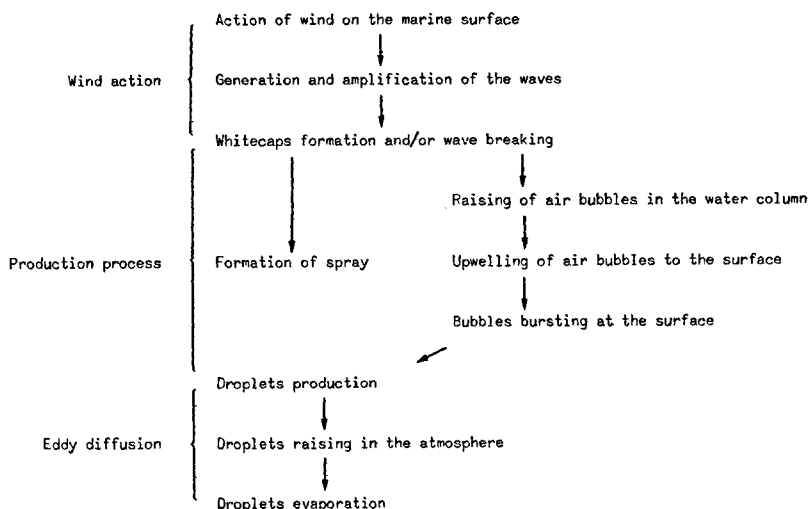 Action of wind on the marine surface
Wind action
Generation and amplification of the waves
Whitecaps formation and/or wave breaking
Raising of air bubbles in the water column
Production process
Formation of spray
Upwelling of air bubbles to the surface
Bubbles bursting at the surface
Droplets production
Eddy diffusion
Droplets raising in the atmosphere
Droplets evaporation